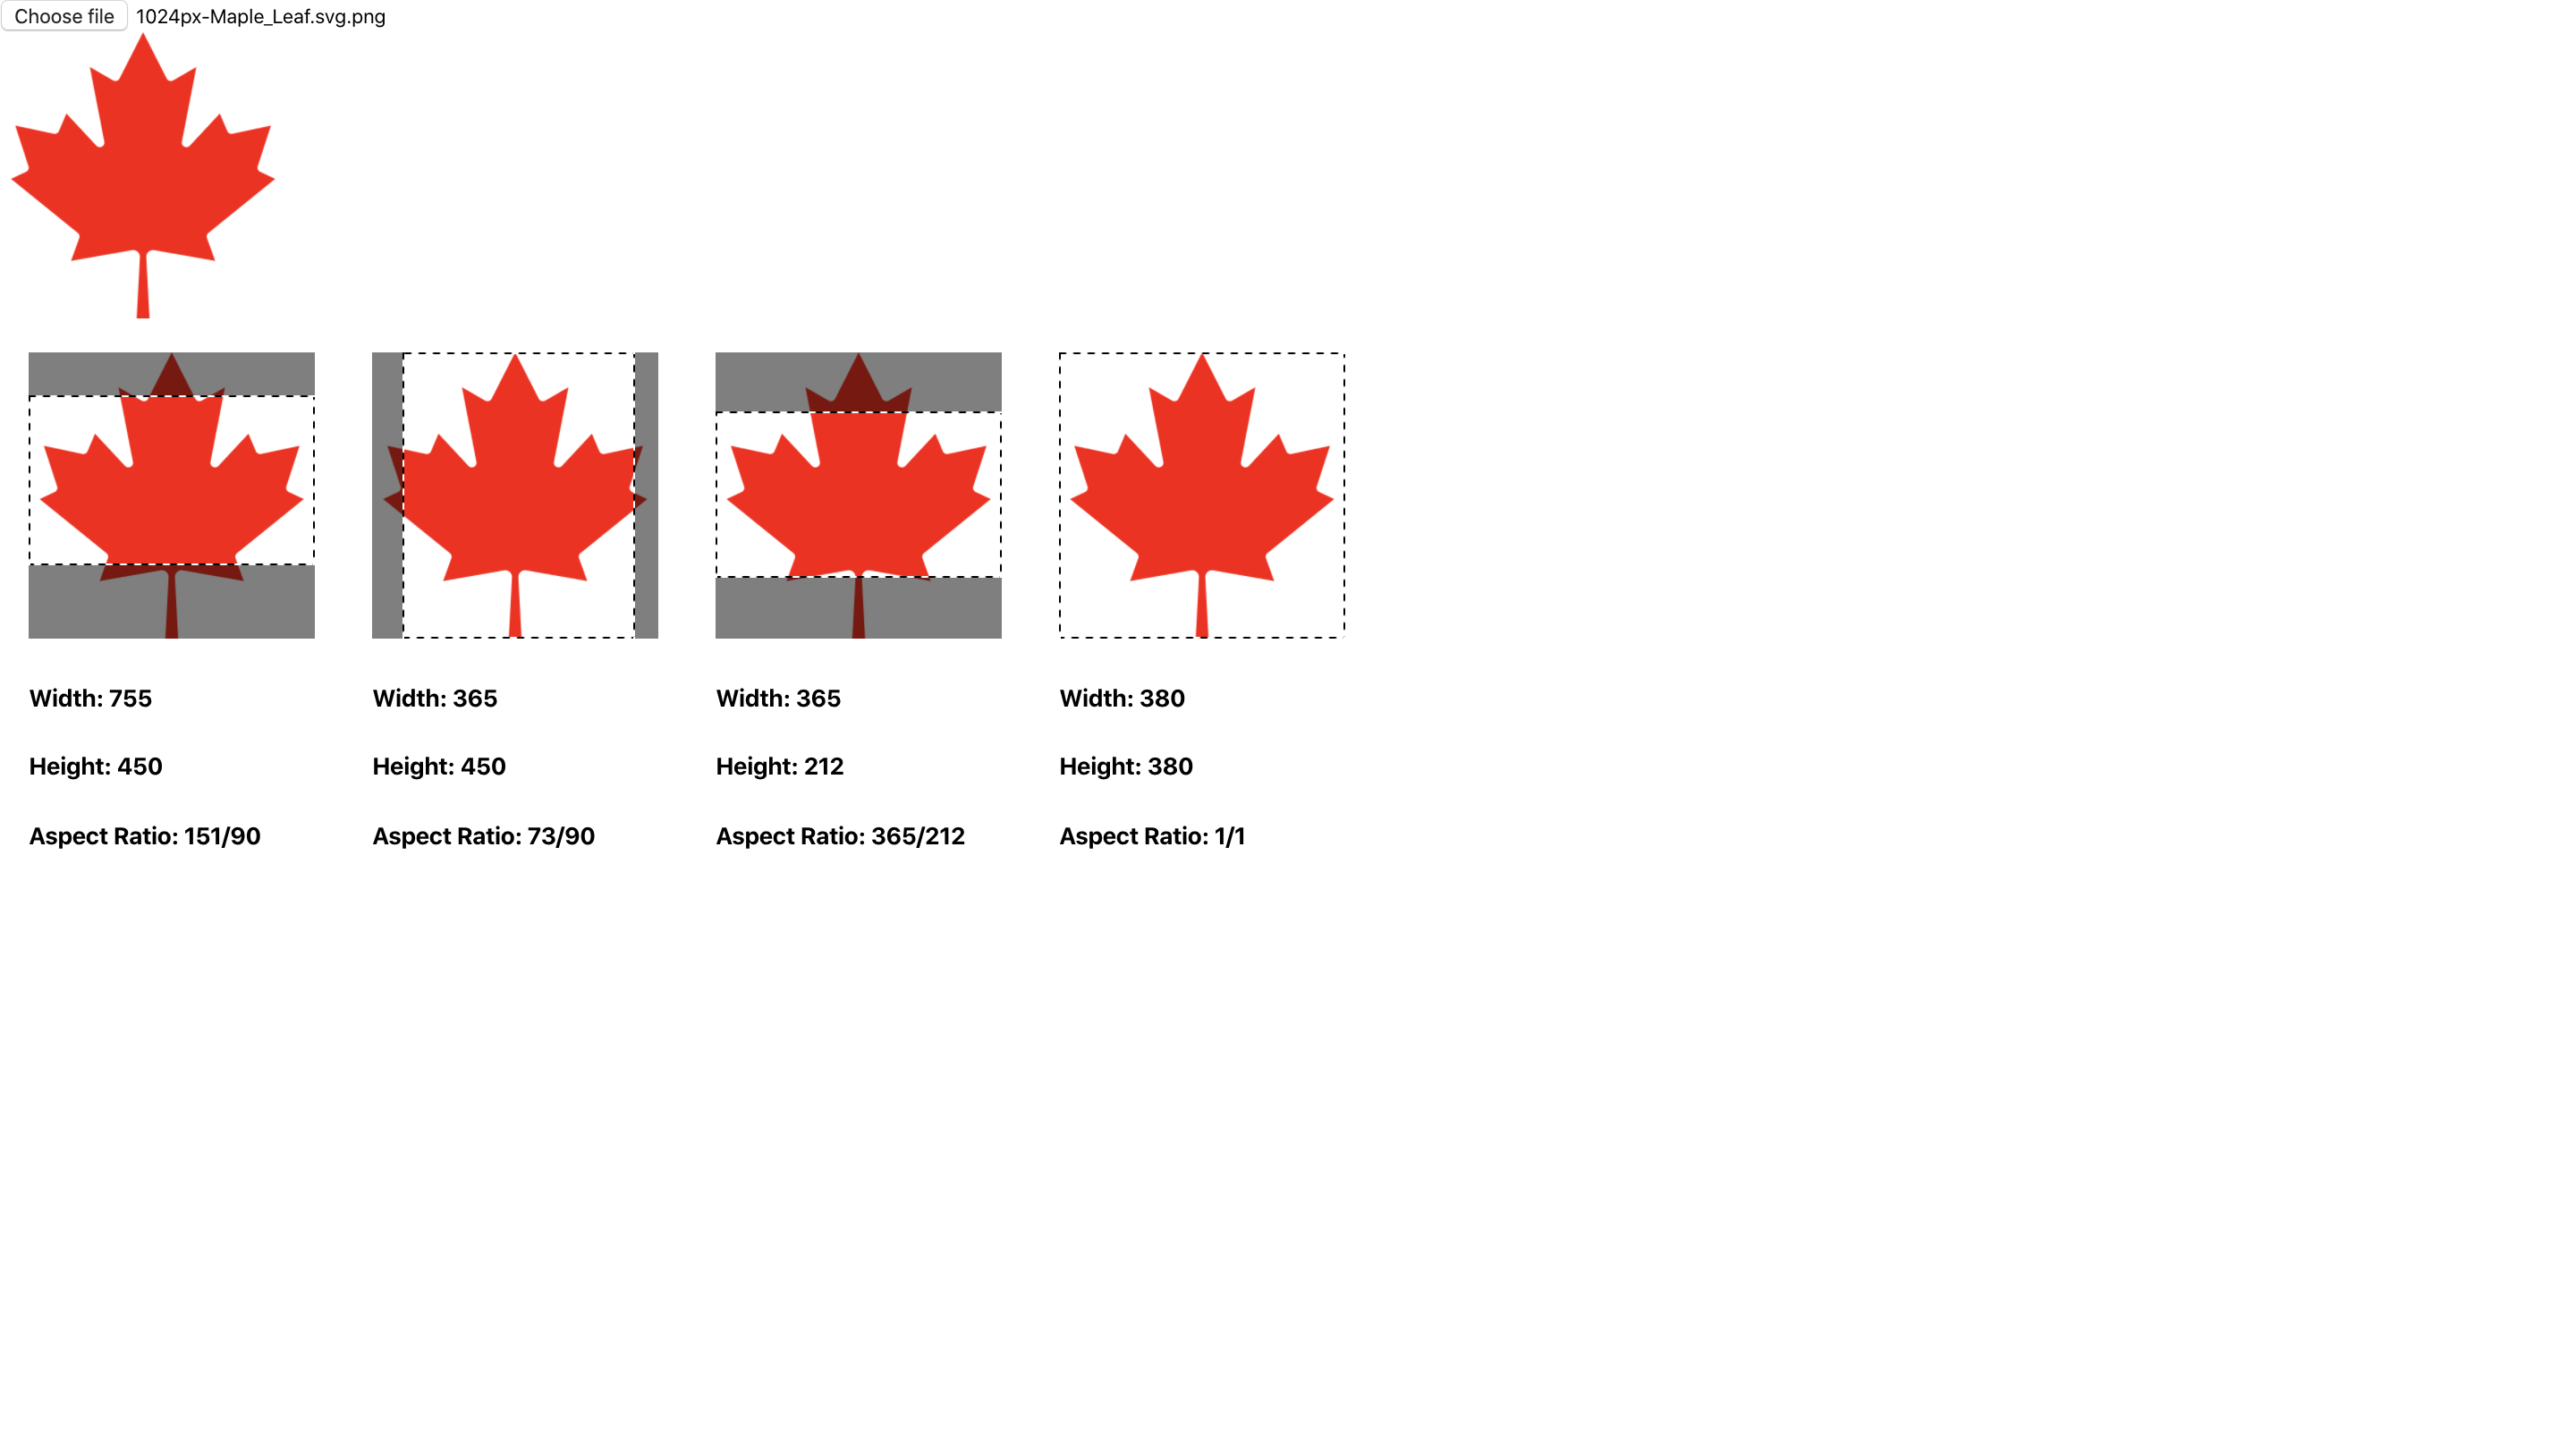 Choose file 1024px-Maple_Leaf.svg.png
Width: 755
Height: 450
Aspect Ratio: 151/90
Width: 365
Height: 450
Aspect Ratio: 73/90
Width: 365
Height: 212
Aspect Ratio: 365/212
Width: 380
Height: 380
Aspect Ratio: 1/1